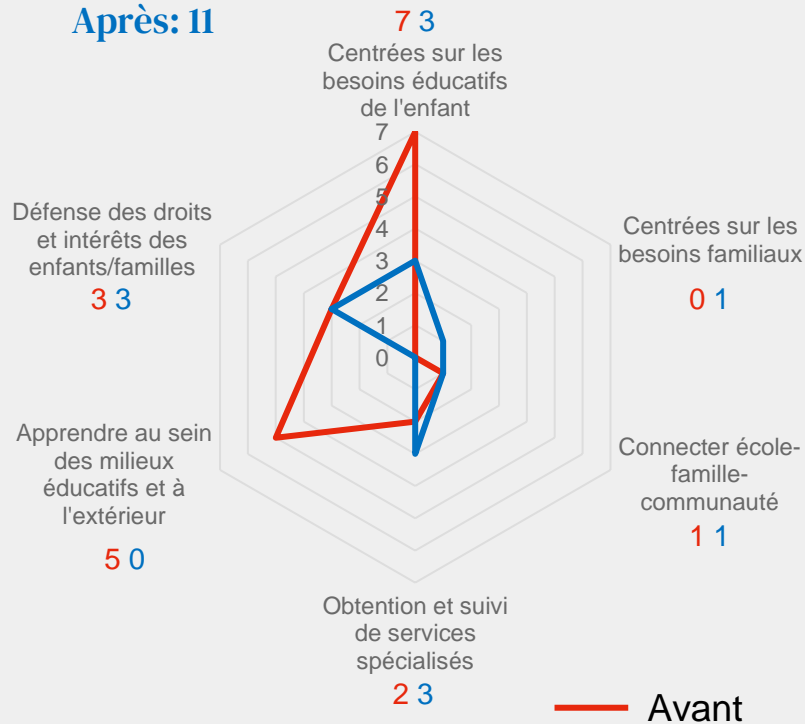 Après: 11
7 3
Centrées sur les
besoins éducatifs
de l'enfant
7
6
5
4
3
2
1
0
Centrées sur les
besoins familiaux
0 1
Connecter école-
famille-
communauté
1 1
Obtention et suivi
de services
spécialisés
2 3
Apprendre au sein
des milieux
éducatifs et à
l'extérieur
5 0
Défense des droits
et intérêts des
enfants/familles
3 3
Avant